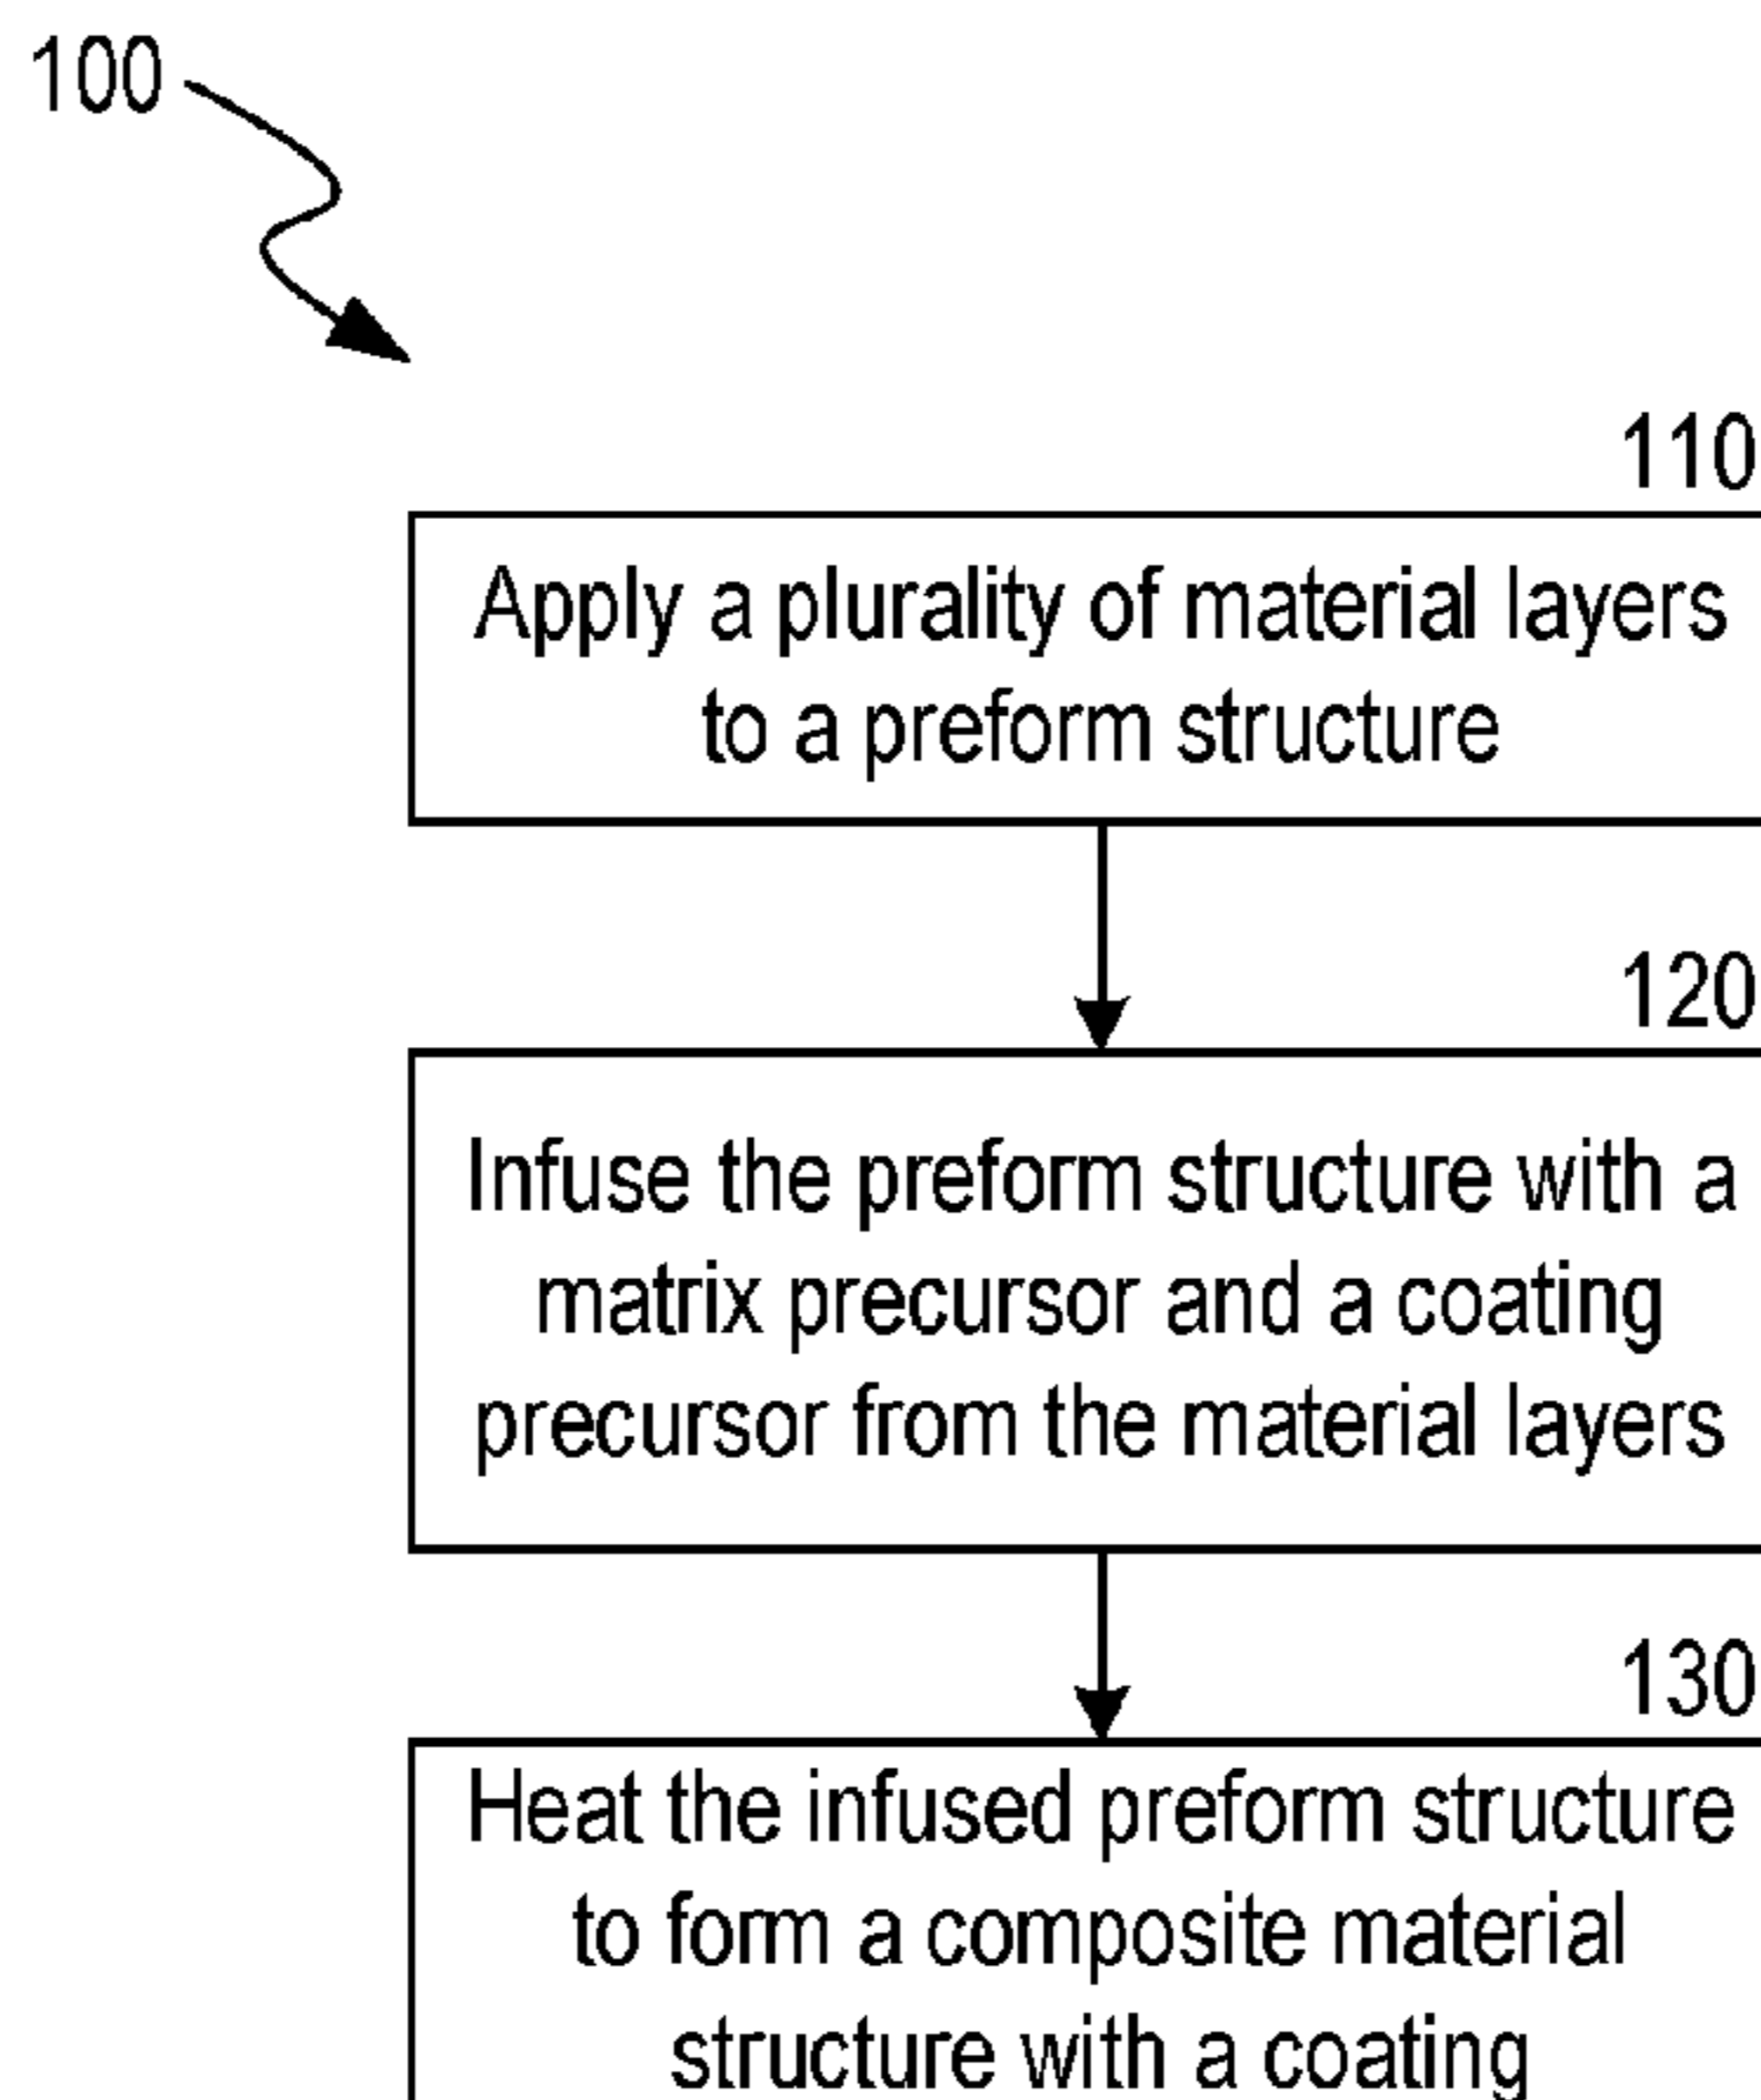 100
110
Apply a plurality of material layers
to a preform structure
120
Infuse the preform structure with a
matrix precursor and a coating
precursor from the material layers
130
Heat the infused preform structure
to form a composite material
structure with a coating